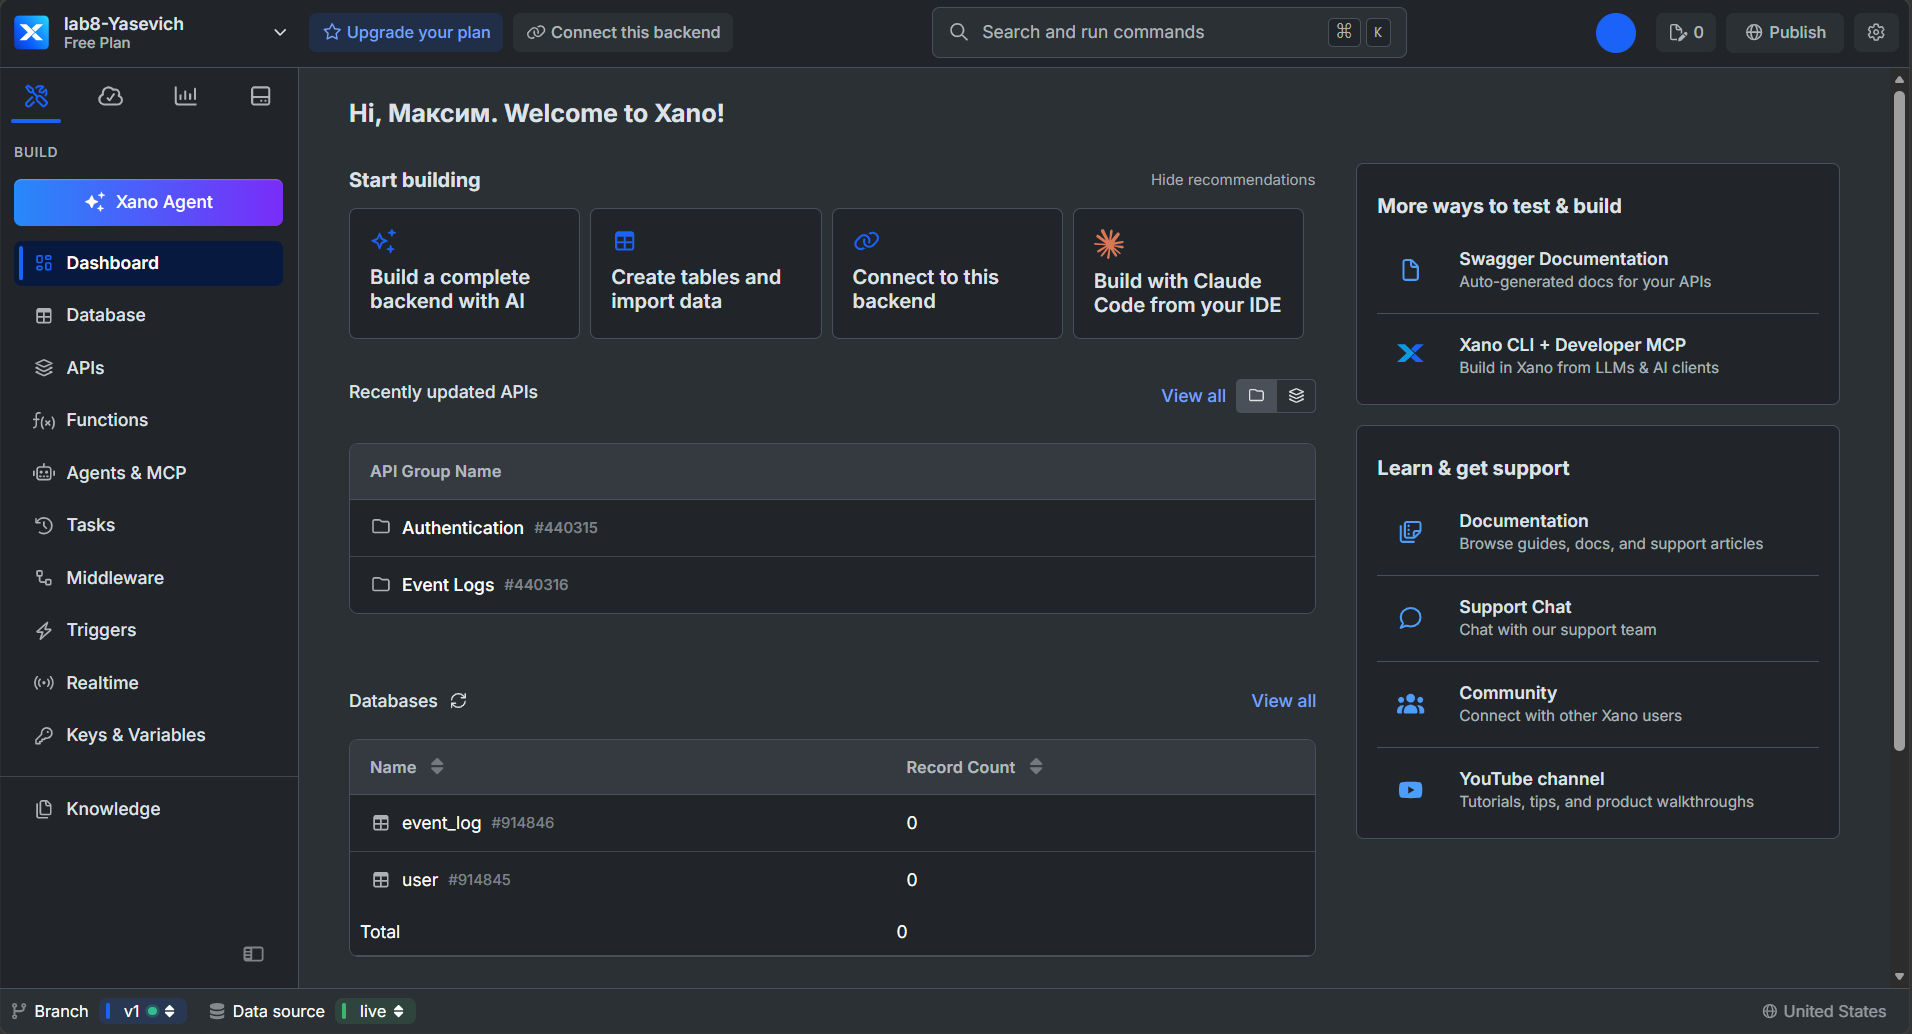 lab8-Yasevich
Free Plan
Upgrade your plan
Connect this backend
Search and run commands
⌘ K
0
Publish
BUILD
Xano Agent
Dashboard
Database
APIs
Functions
Agents & MCP
Tasks
Middleware
Triggers
Realtime
Keys & Variables
Knowledge
Hi, Максим. Welcome to Xano!
Start building
Hide recommendations
Build a complete
backend with AI
Create tables and
import data
Connect to this
backend
Build with Claude
Code from your IDE
Recently updated APIs
View all
API Group Name
Authentication #440315
Event Logs #440316
Databases
View all
Name
Record Count
event_log #914846
0
user #914845
0
Total
0
More ways to test & build
Swagger Documentation
Auto-generated docs for your APIs
Xano CLI + Developer MCP
Build in Xano from LLMs & AI clients
Learn & get support
Documentation
Browse guides, docs, and support articles
Support Chat
Chat with our support team
Community
Connect with other Xano users
YouTube channel
Tutorials, tips, and product walkthroughs
Branch
v1
Data source
live
United States